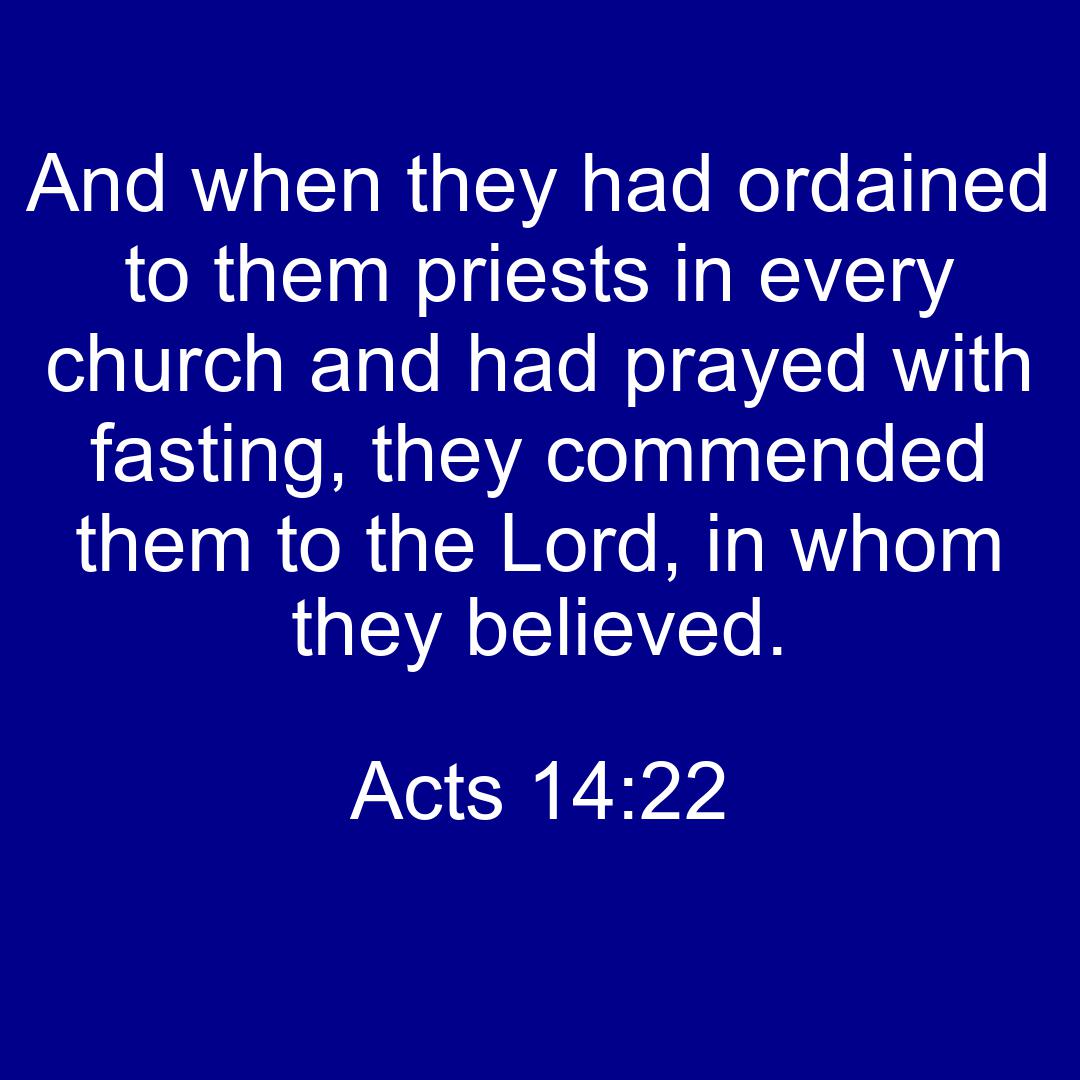 And when they had ordained
to them priests in every
church and had prayed with
fasting, they commended
them to the Lord, in whom
they believed.
Acts 14:22